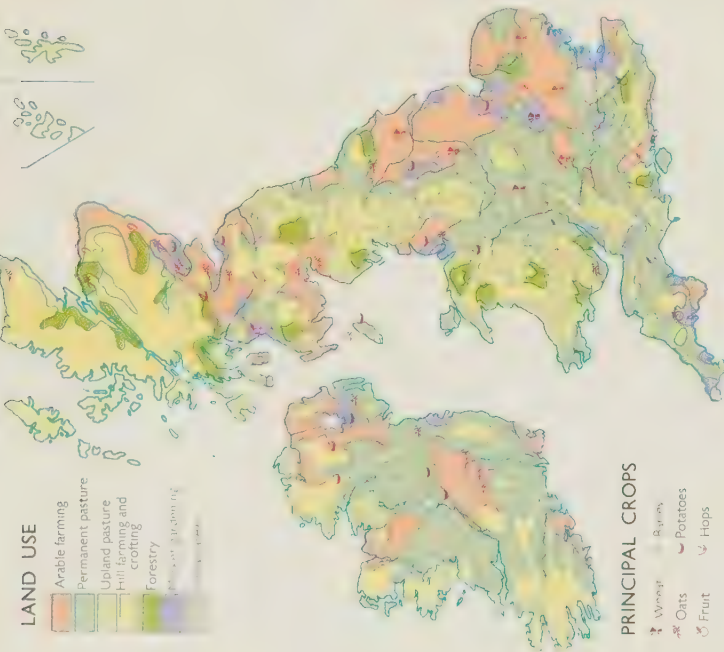 LAND USE
Arable farming
Permanent pasture
Upland pasture
Hill farming and
crofting
Forestry
PRINCIPAL CROPS
Wheat
Potatoes
Oats
Hops
Fruit